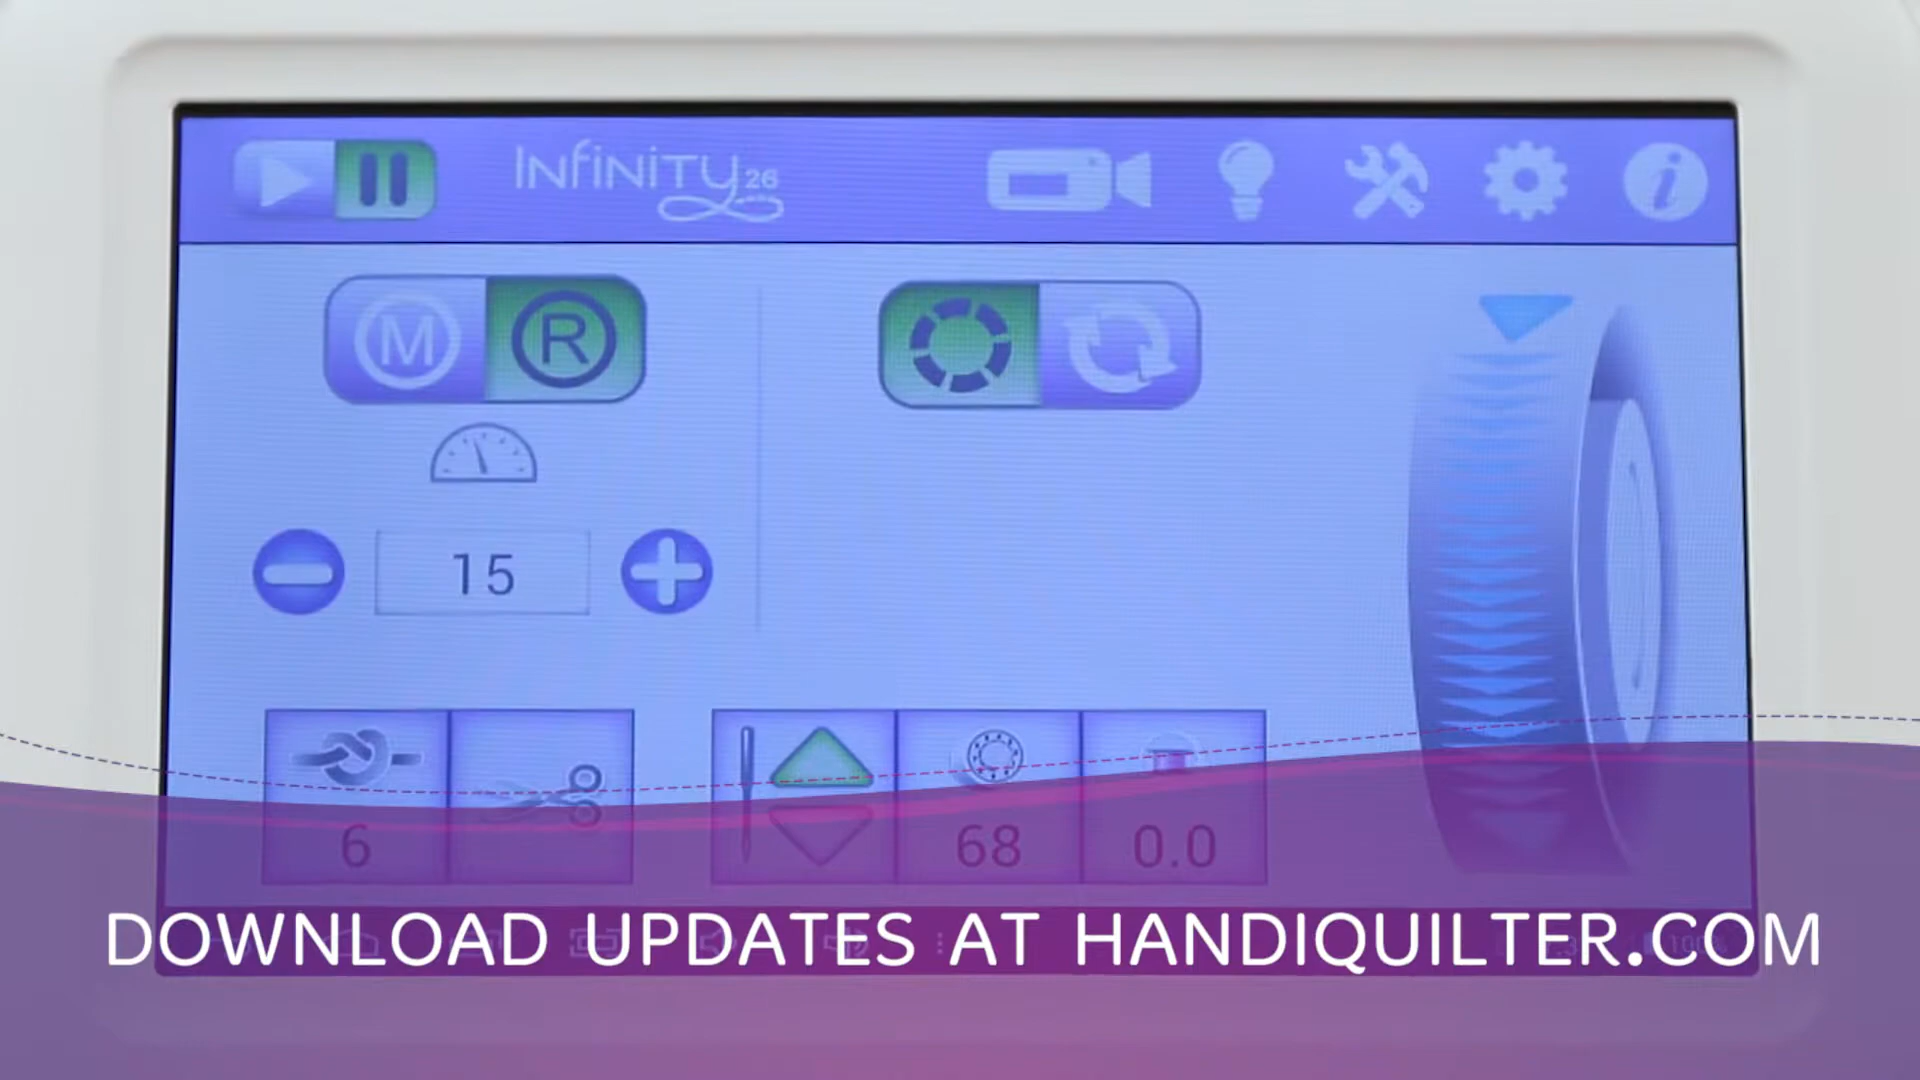 INFINITY 26
i
M R
15
6 68 0.0
DOWNLOAD UPDATES AT HANDIQUILTER.COM